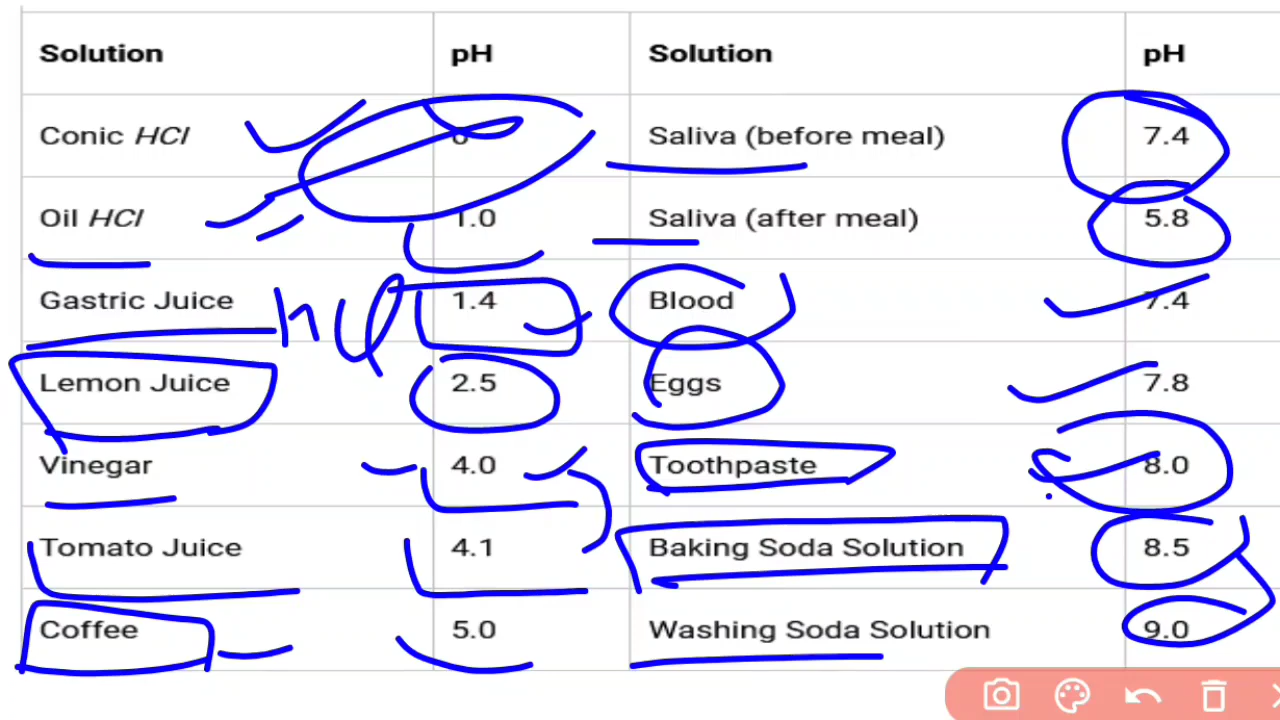 Solution pH Solution pH
Conic HCl 0 Saliva (before meal) 7.4
Oil HCl 1.0 Saliva (after meal) 5.8
Gastric Juice hcl 1.4 Blood 7.4
Lemon Juice 2.5 Eggs 7.8
Vinegar 4.0 Toothpaste 8.0
Tomato Juice 4.1 Baking Soda Solution 8.5
Coffee 5.0 Washing Soda Solution 9.0